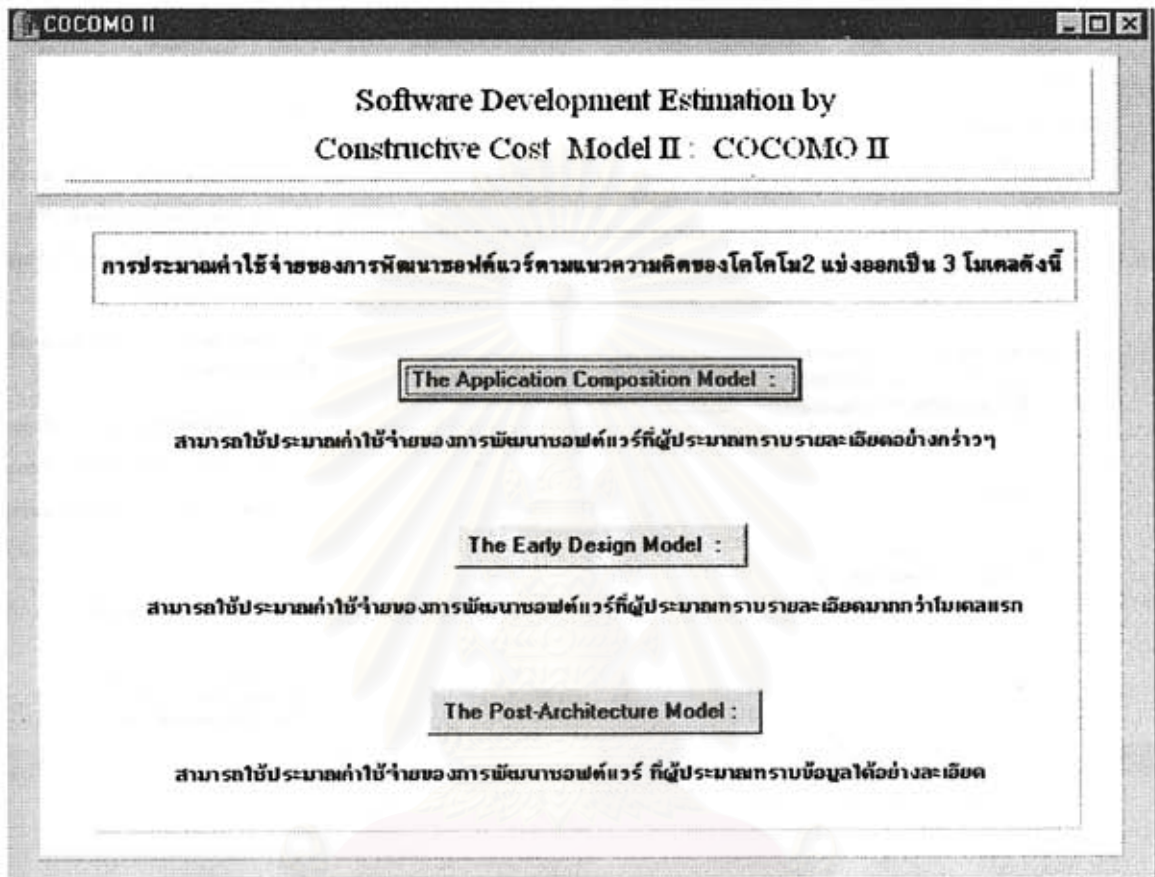 COCOMO II
Software Development Estimation by
Constructive Cost Model II : COCOMO II
การประมาณค่าใช้จ่ายของการพัฒนาซอฟต์แวร์ตามแนวความคิดของโคโคโม2 แบ่งออกเป็น 3 โมเดลดังนี้
The Application Composition Model :
สามารถใช้ประมาณค่าใช้จ่ายของการพัฒนาซอฟต์แวร์ที่ผู้ประมาณทราบรายละเอียดอย่างคร่าวๆ
The Early Design Model :
สามารถใช้ประมาณค่าใช้จ่ายของการพัฒนาซอฟต์แวร์ที่ผู้ประมาณทราบรายละเอียดมากกว่าโมเดลแรก
The Post-Architecture Model :
สามารถใช้ประมาณค่าใช้จ่ายของการพัฒนาซอฟต์แวร์ ที่ผู้ประมาณทราบข้อมูลได้อย่างละเอียด